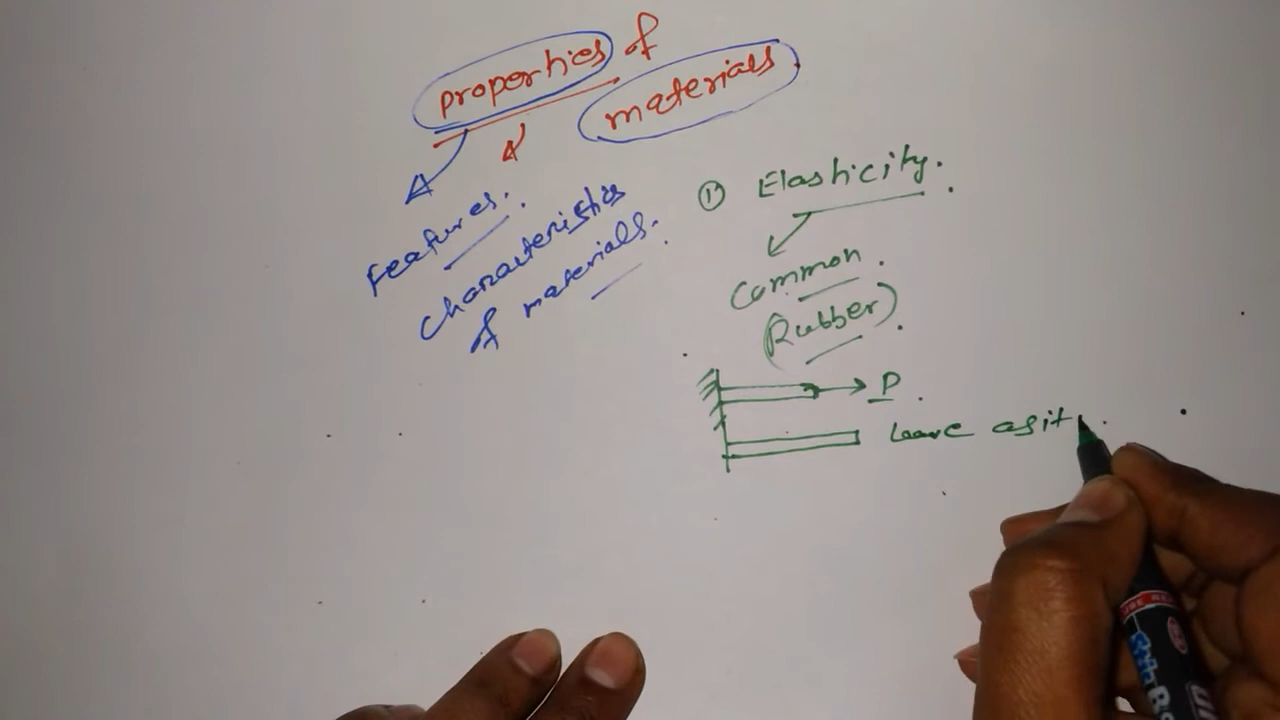 properties of
materials
Features.
characteristics
of materials.
① Elasticity.
Common
(Rubber)
P
leave as it